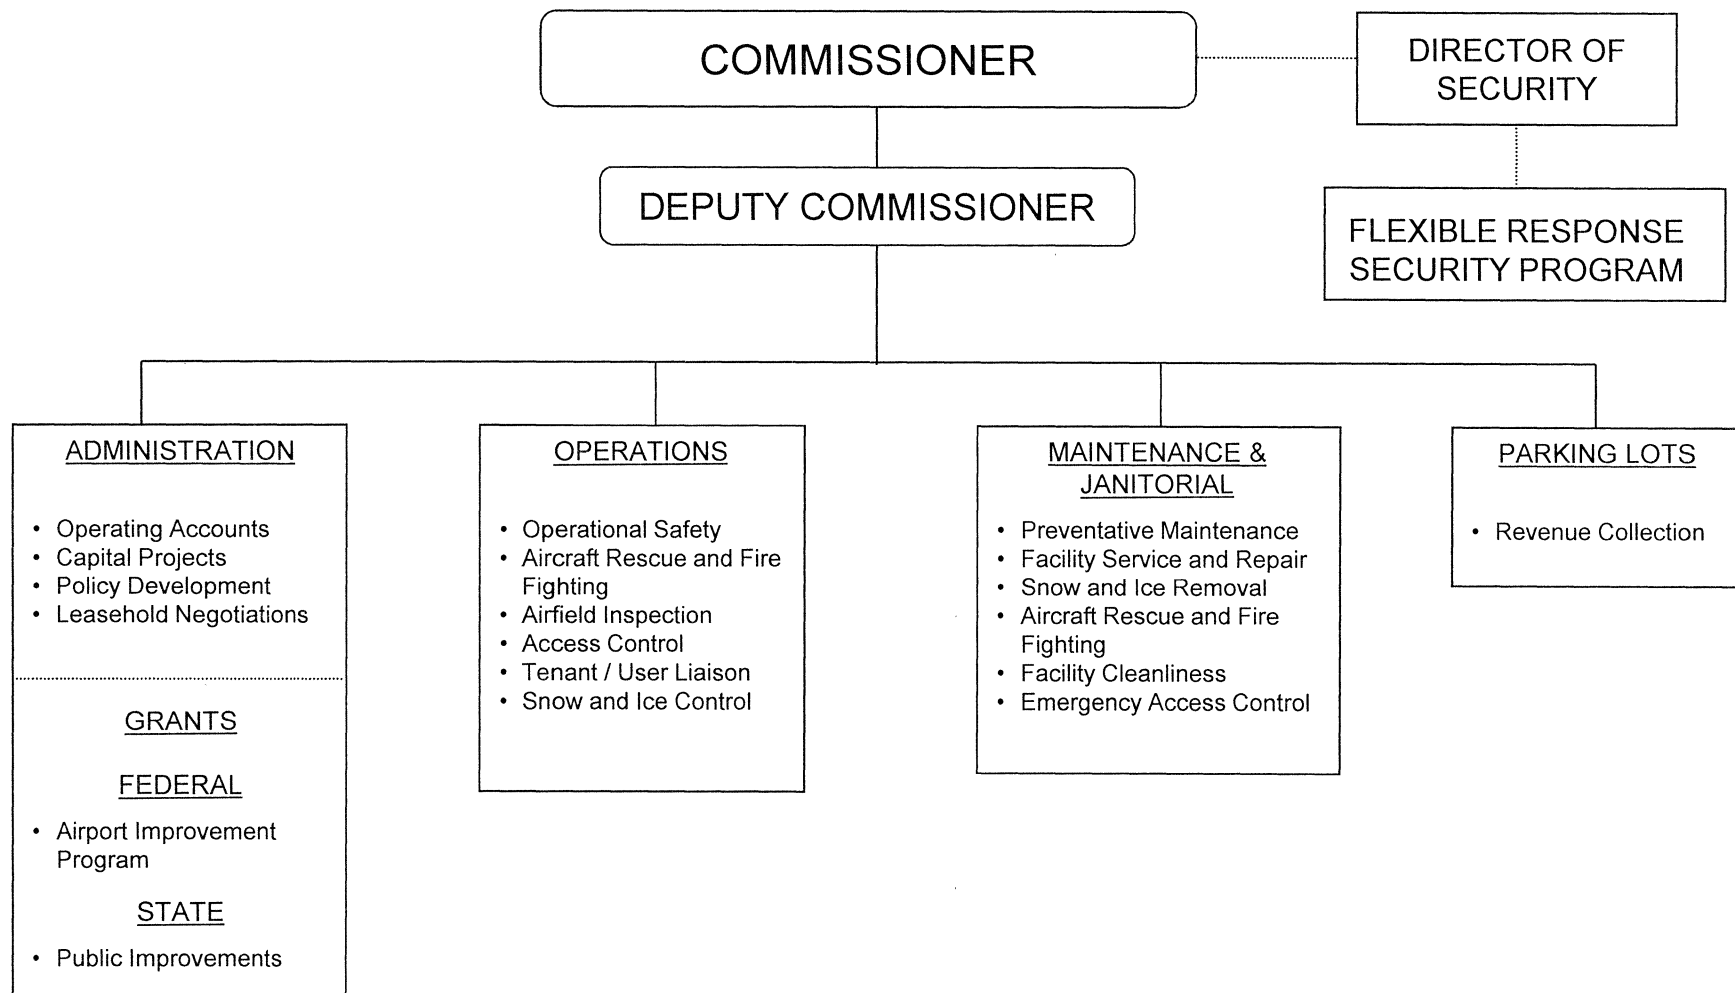 COMMISSIONER
DIRECTOR OF
SECURITY
DEPUTY COMMISSIONER
FLEXIBLE RESPONSE
SECURITY PROGRAM
ADMINISTRATION
• Operating Accounts
• Capital Projects
• Policy Development
• Leasehold Negotiations
GRANTS
FEDERAL
• Airport Improvement
Program
STATE
• Public Improvements
OPERATIONS
• Operational Safety
• Aircraft Rescue and Fire
Fighting
• Airfield Inspection
• Access Control
• Tenant / User Liaison
• Snow and Ice Control
MAINTENANCE &
JANITORIAL
• Preventative Maintenance
• Facility Service and Repair
• Snow and Ice Removal
• Aircraft Rescue and Fire
Fighting
• Facility Cleanliness
• Emergency Access Control
PARKING LOTS
• Revenue Collection